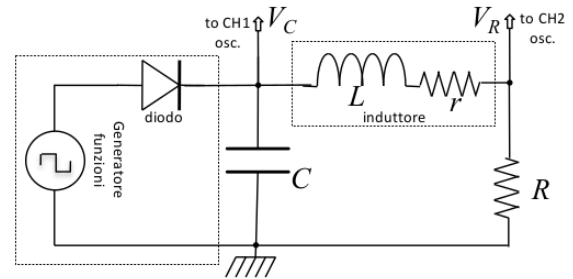 to CH1
osc.
V_C
V_R
to CH2
osc.
diodo
L
r
induttore
Generatore
funzioni
C
R